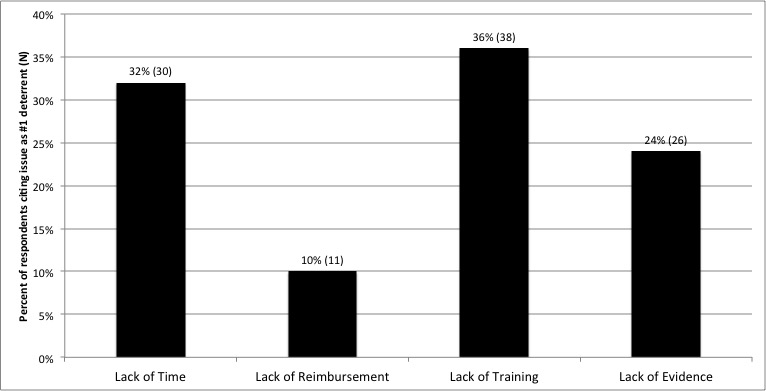 Percent of respondents citing issue as #1 deterrent (N)
40%
35%
30%
25%
20%
15%
10%
5%
0%
32% (30)
10% (11)
36% (38)
24% (26)
Lack of Time
Lack of Reimbursement
Lack of Training
Lack of Evidence